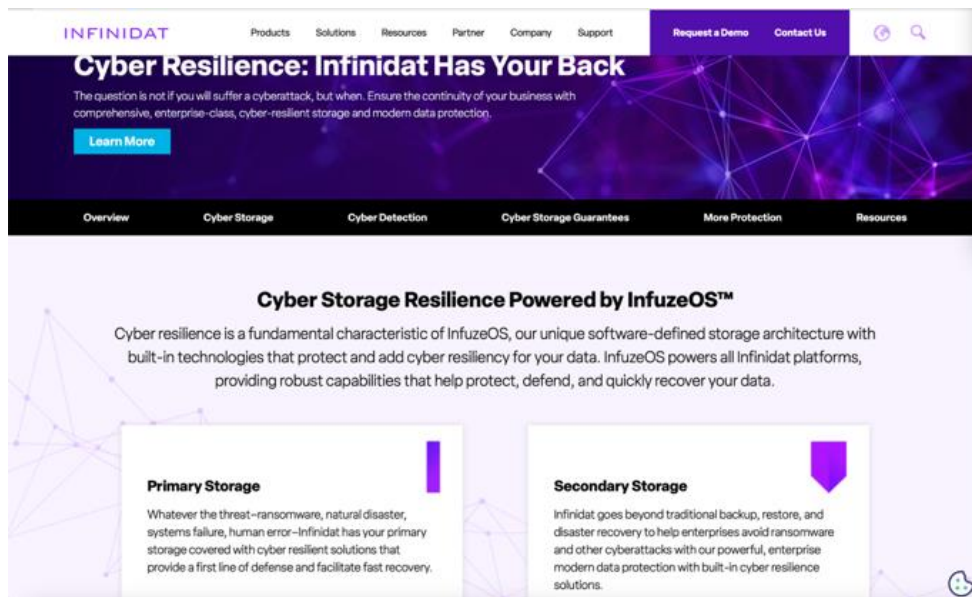 INFINIDAT
Products Solutions Resources Partner Company Support Request a Demo Contact Us
Cyber Resilience: Infinidat Has Your Back
The question is not if you will suffer a cyberattack, but when. Ensure the continuity of your business with
comprehensive, enterprise-class, cyber-resilient storage and modern data protection.
Learn More
Overview Cyber Storage Cyber Detection Cyber Storage Guarantees More Protection Resources
Cyber Storage Resilience Powered by InfuzeOS™
Cyber resilience is a fundamental characteristic of InfuzeOS, our unique software-defined storage architecture with
built-in technologies that protect and add cyber resiliency for your data. InfuzeOS powers all Infinidat platforms,
providing robust capabilities that help protect, defend, and quickly recover your data.
Primary Storage
Whatever the threat–ransomware, natural disaster,
systems failure, human error–Infinidat has your primary
storage covered with cyber resilient solutions that
provide a first line of defense and facilitate fast recovery.
Secondary Storage
Infinidat goes beyond traditional backup, restore, and
disaster recovery to help enterprises avoid ransomware
and other cyberattacks with our powerful, enterprise
modern data protection with built-in cyber resilience
solutions.